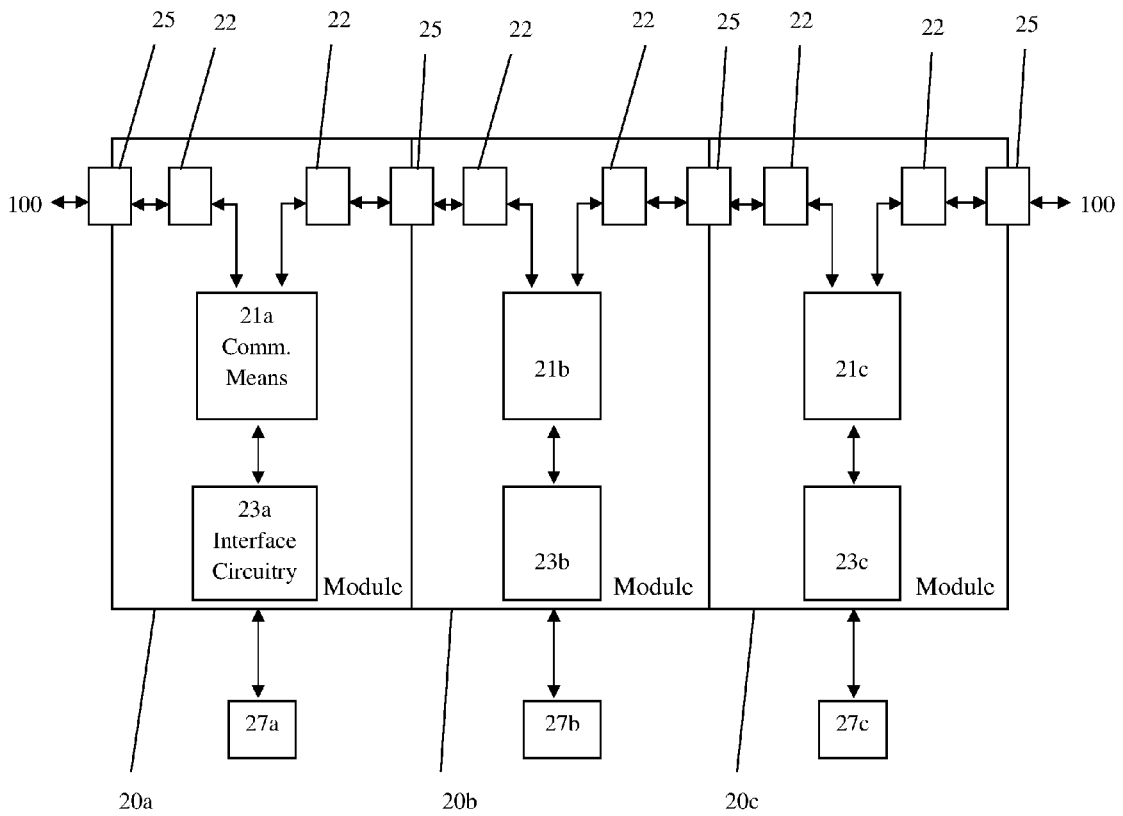 25
22
22
25
22
22
25
22
22
25
100
100
21a
Comm.
Means
21b
21c
23a
Interface
Circuitry
Module
23b
Module
23c
Module
27a
27b
27c
20a
20b
20c